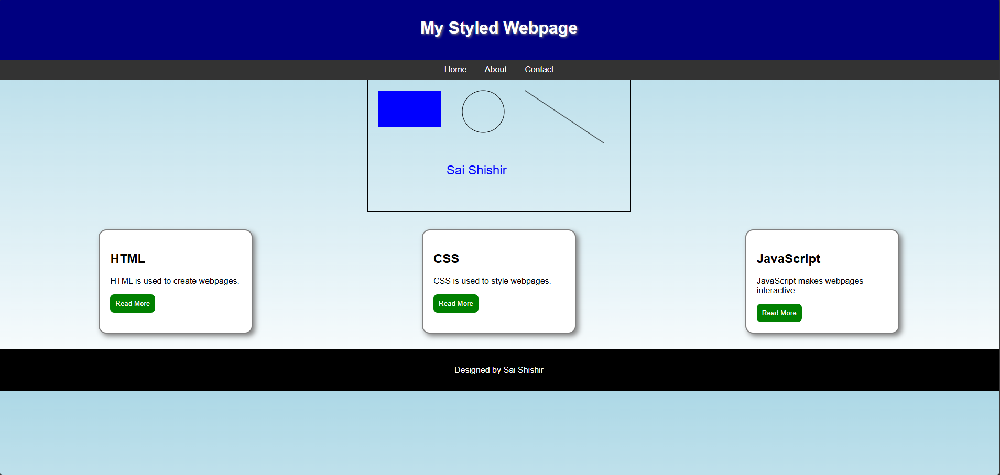 My Styled Webpage
Home About Contact
Sai Shishir
HTML
HTML is used to create webpages.
Read More
CSS
CSS is used to style webpages.
Read More
JavaScript
JavaScript makes webpages
interactive.
Read More
Designed by Sai Shishir